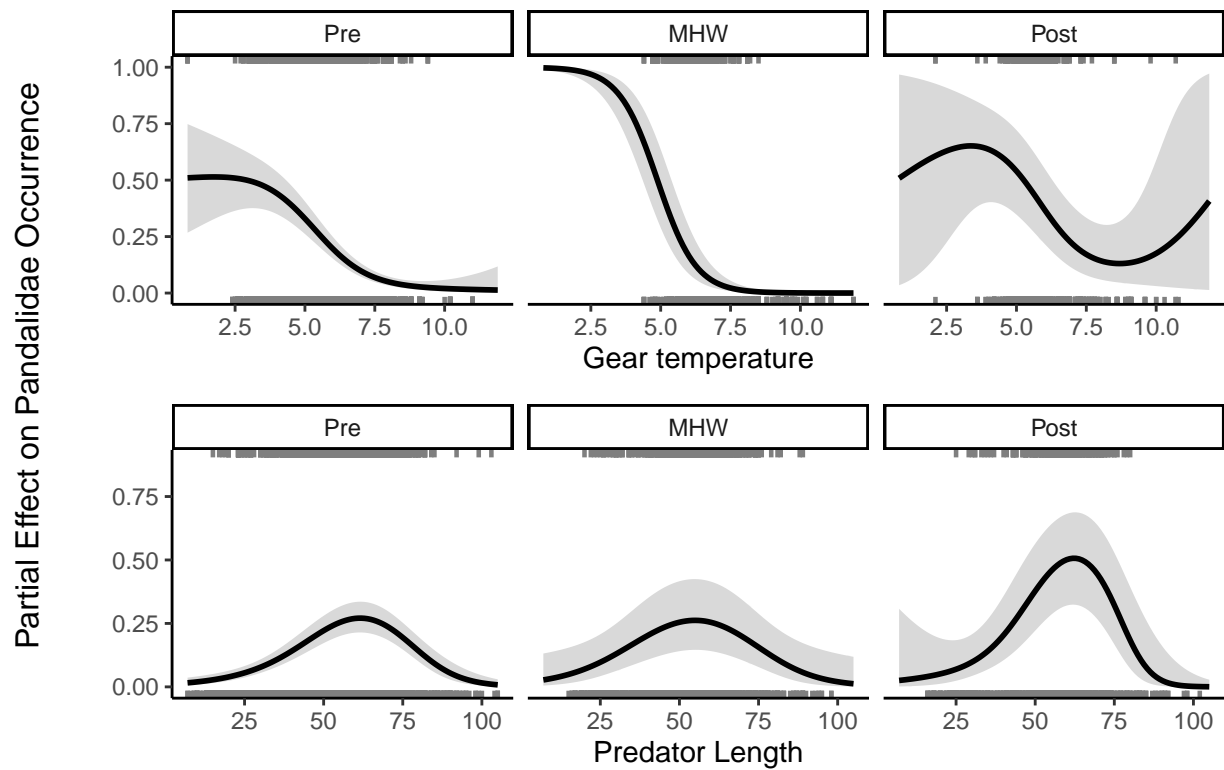 Partial Effect on Pandalidae Occurrence
Pre MHW Post
1.00
0.75
0.50
0.25
0.00
2.5 5.0 7.5 10.0 2.5 5.0 7.5 10.0 2.5 5.0 7.5 10.0
Gear temperature
Pre MHW Post
0.75
0.50
0.25
0.00
25 50 75 100 25 50 75 100 25 50 75 100
Predator Length